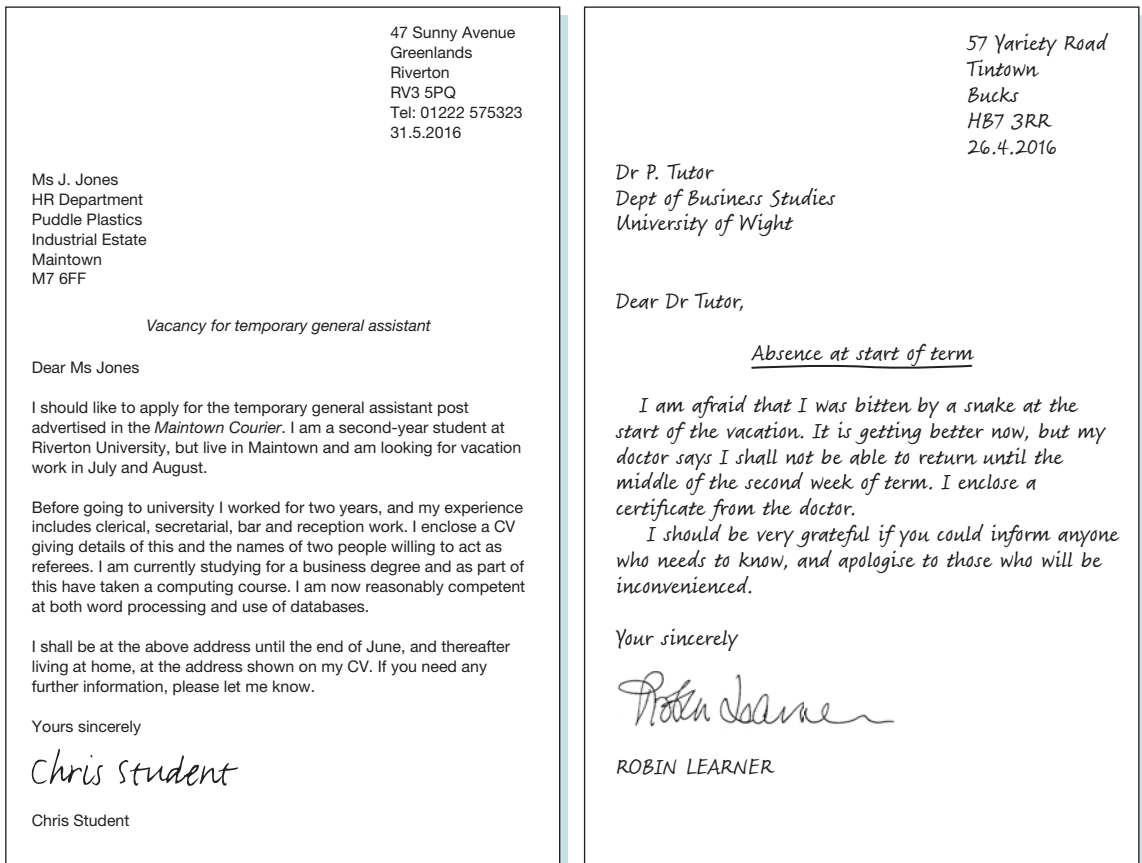 47 Sunny Avenue
Greenlands
Riverton
RV3 5PQ
Tel: 01222 575323
31.5.2016
Ms J. Jones
HR Department
Puddle Plastics
Industrial Estate
Maintown
M7 6FF
Vacancy for temporary general assistant
Dear Ms Jones
I should like to apply for the temporary general assistant post
advertised in the Maintown Courier. I am a second-year student at
Riverton University, but live in Maintown and am looking for vacation
work in July and August.
Before going to university I worked for two years, and my experience
includes clerical, secretarial, bar and reception work. I enclose a CV
giving details of this and the names of two people willing to act as
referees. I am currently studying for a business degree and as part of
this have taken a computing course. I am now reasonably competent
at both word processing and use of databases.
I shall be at the above address until the end of June, and thereafter
living at home, at the address shown on my CV. If you need any
further information, please let me know.
Yours sincerely
Chris Student
Chris Student
57 Yariety Road
Tintown
Bucks
HB7 3RR
26.4.2016
Dr P. Tutor
Dept of Business Studies
University of Wight
Dear Dr Tutor,
Absence at start of term
I am afraid that I was bitten by a snake at the
start of the vacation. It is getting better now, but my
doctor says I shall not be able to return until the
middle of the second week of term. I enclose a
certificate from the doctor.
I should be very grateful if you could inform anyone
who needs to know, and apologise to those who will be
inconvenienced.
Your sincerely
Robin Learner
ROBIN LEARNER